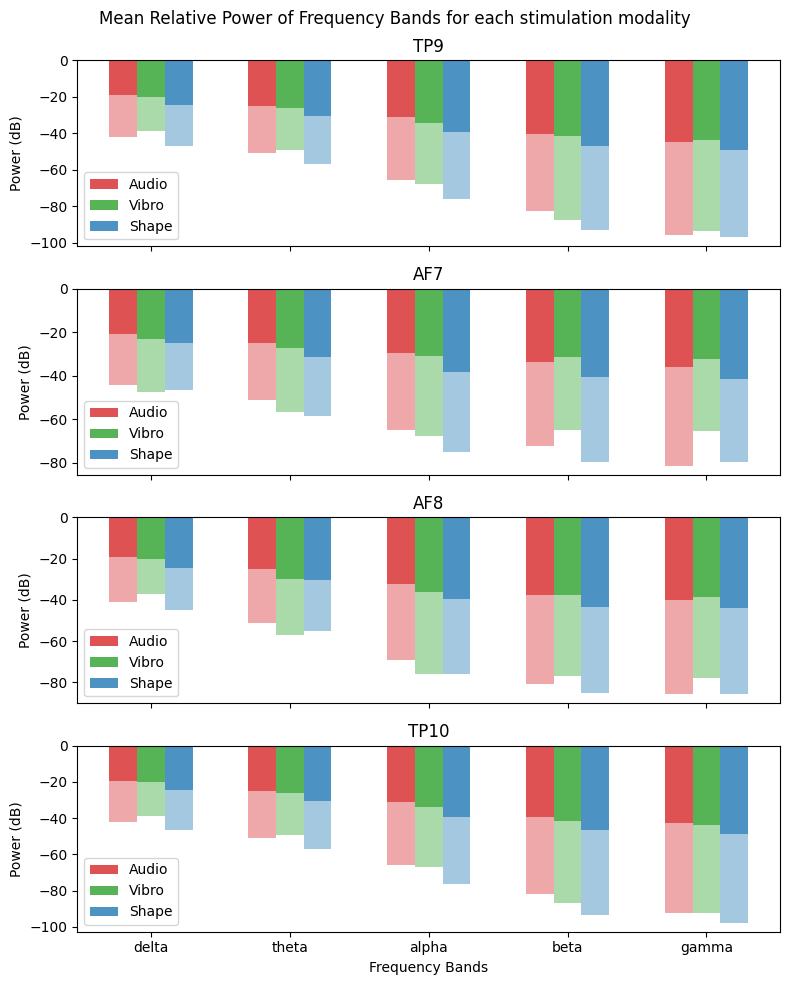 Mean Relative Power of Frequency Bands for each stimulation modality
TP9
0
−20
−40
−60
−80
−100
Power (dB)
Audio
Vibro
Shape
AF7
0
−20
−40
−60
−80
Power (dB)
Audio
Vibro
Shape
AF8
0
−20
−40
−60
−80
Power (dB)
Audio
Vibro
Shape
TP10
0
−20
−40
−60
−80
−100
Power (dB)
Audio
Vibro
Shape
delta theta alpha beta gamma
Frequency Bands